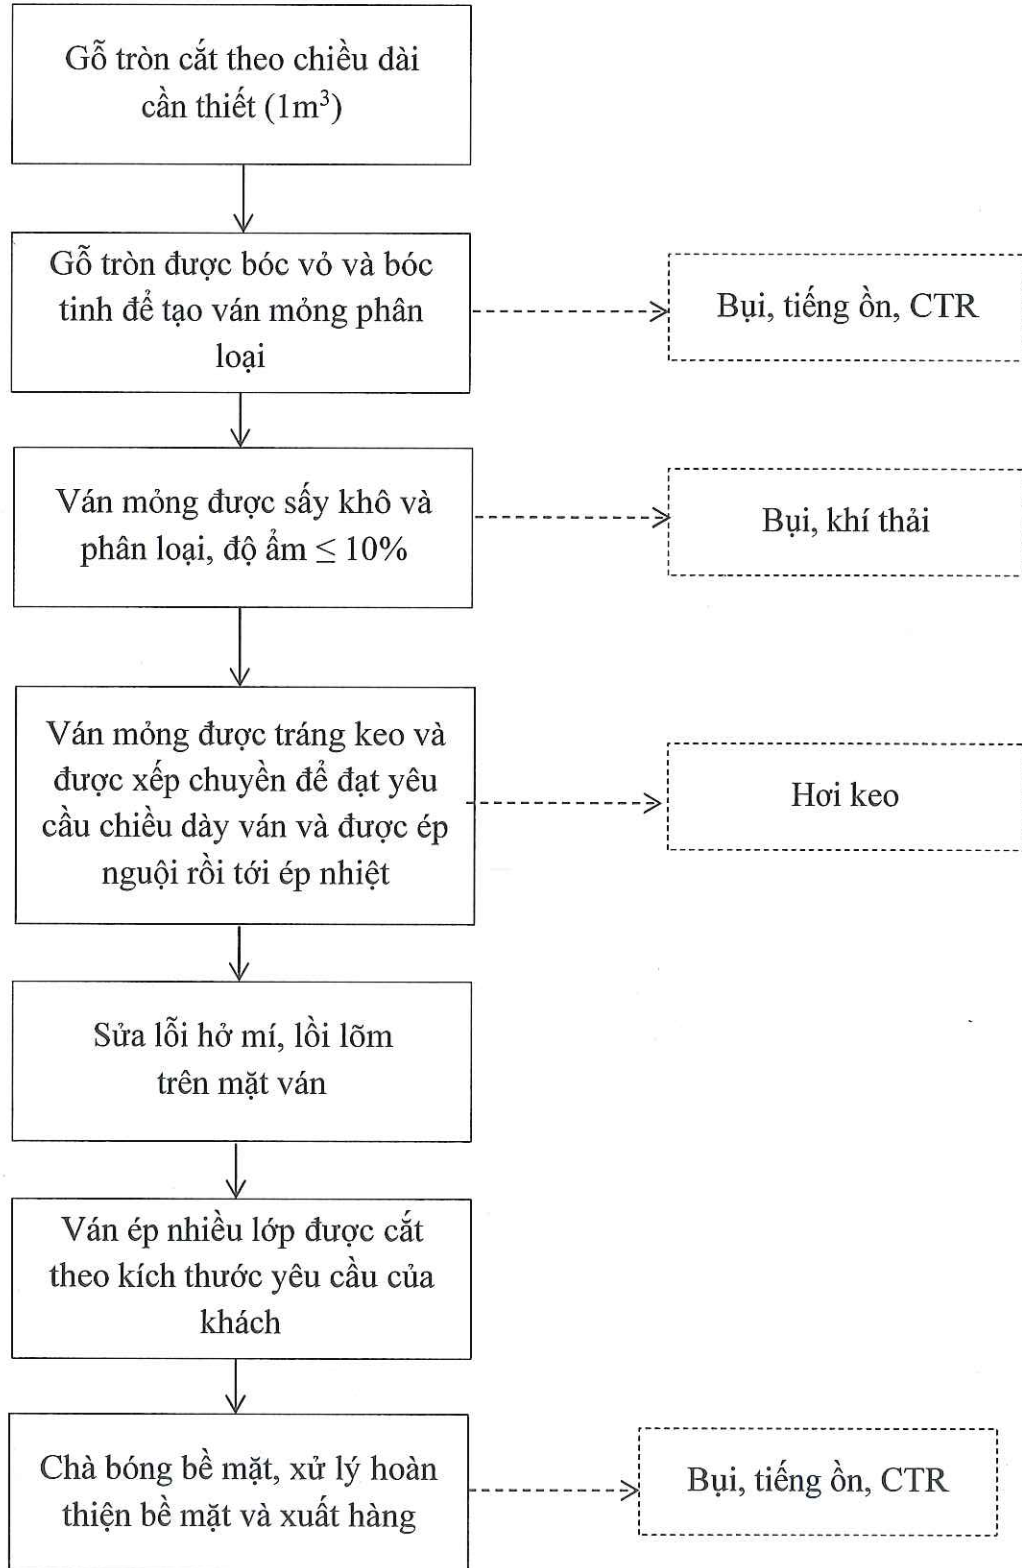 Gỗ tròn cắt theo chiều dài
cần thiết (1m³)
Gỗ tròn được bóc vỏ và bóc
tinh để tạo ván mỏng phân
loại
Bụi, tiếng ồn, CTR
Ván mỏng được sấy khô và
phân loại, độ ẩm ≤ 10%
Bụi, khí thải
Ván mỏng được tráng keo và
được xếp chuyền để đạt yêu
cầu chiều dày ván và được ép
nguội rồi tới ép nhiệt
Hơi keo
Sửa lỗi hở mí, lồi lõm
trên mặt ván
Ván ép nhiều lớp được cắt
theo kích thước yêu cầu của
khách
Chà bóng bề mặt, xử lý hoàn
thiện bề mặt và xuất hàng
Bụi, tiếng ồn, CTR